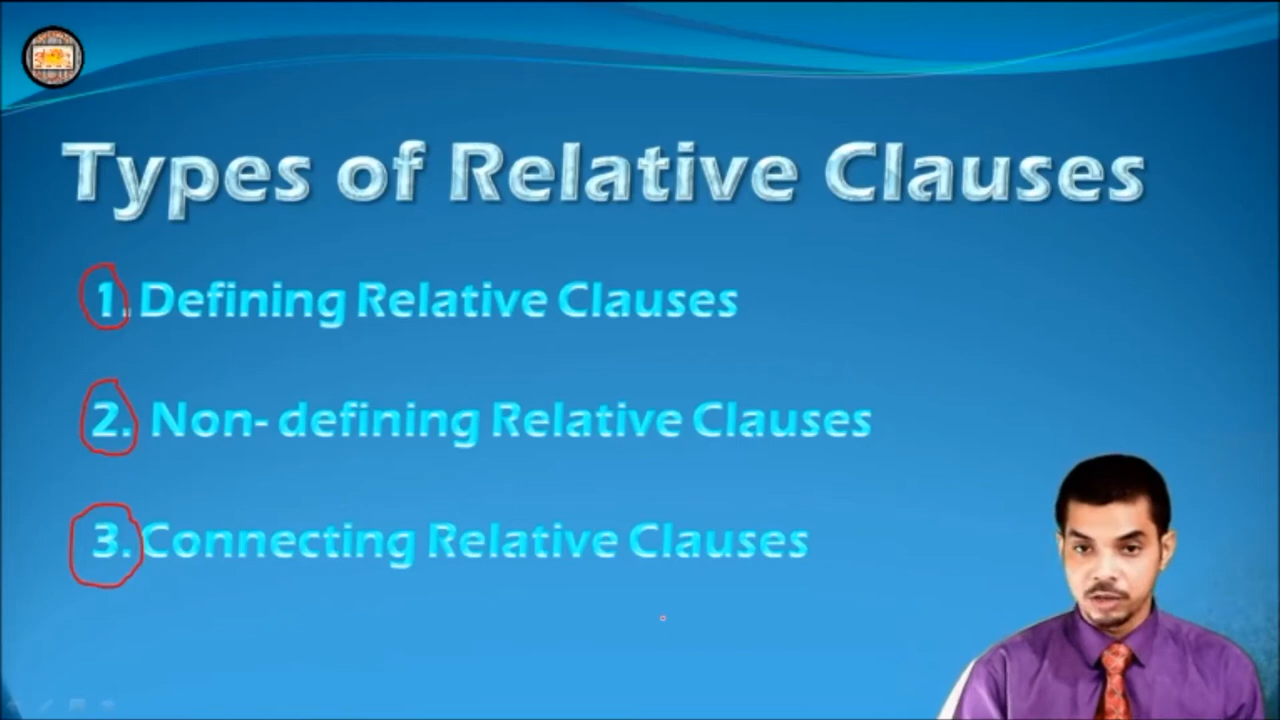 Types of Relative Clauses
1. Defining Relative Clauses
2. Non- defining Relative Clauses
3. Connecting Relative Clauses